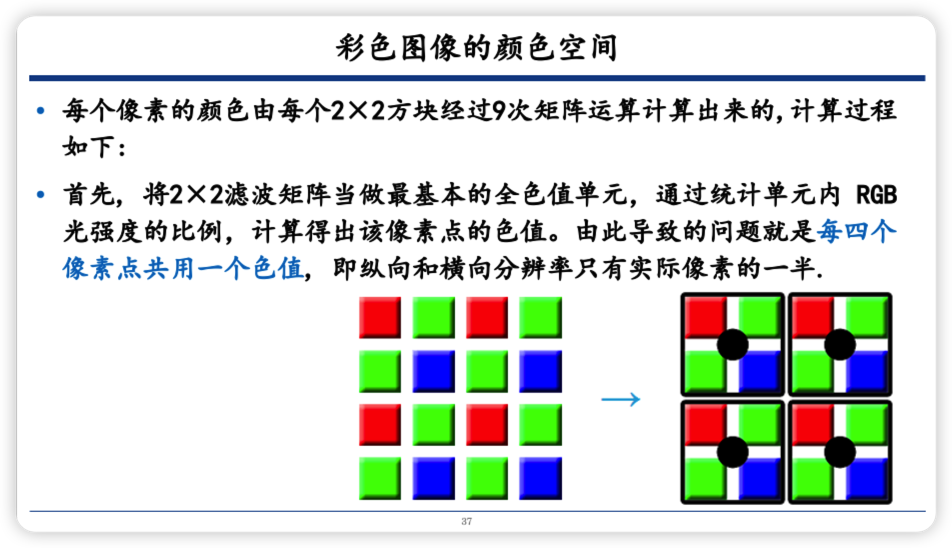 彩色图像的颜色空间
• 每个像素的颜色由每个2×2方块经过9次矩阵运算计算出来的,计算过程
如下:
• 首先, 将2×2滤波矩阵当做最基本的全色值单元, 通过统计单元内 RGB
光强度的比例, 计算得出该像素点的色值。由此导致的问题就是每四个
像素点共用一个色值, 即纵向和横向分辨率只有实际像素的一半.
37